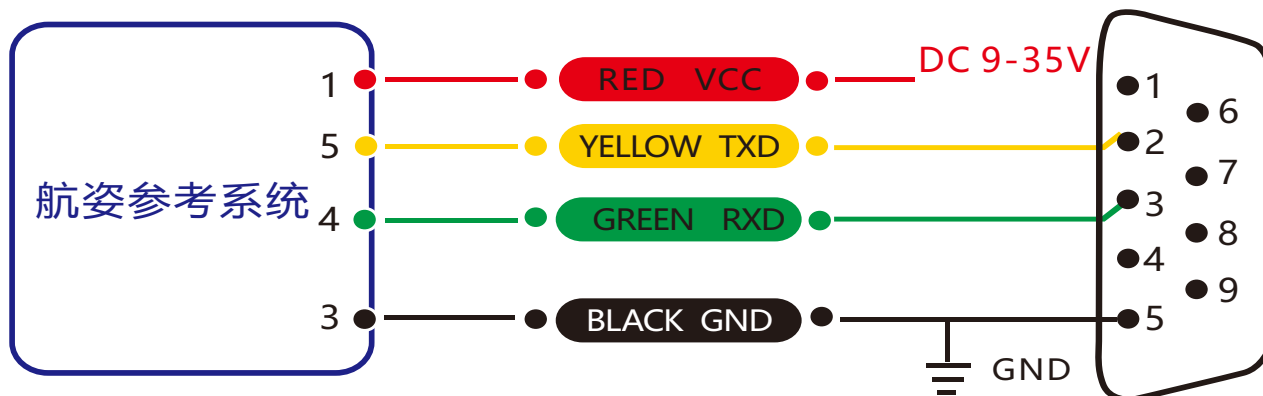 DC 9-35V
1 RED VCC 1
6
5 YELLOW TXD 2
7
航姿参考系统
4 GREEN RXD 3
8
4
9
3 BLACK GND 5
GND